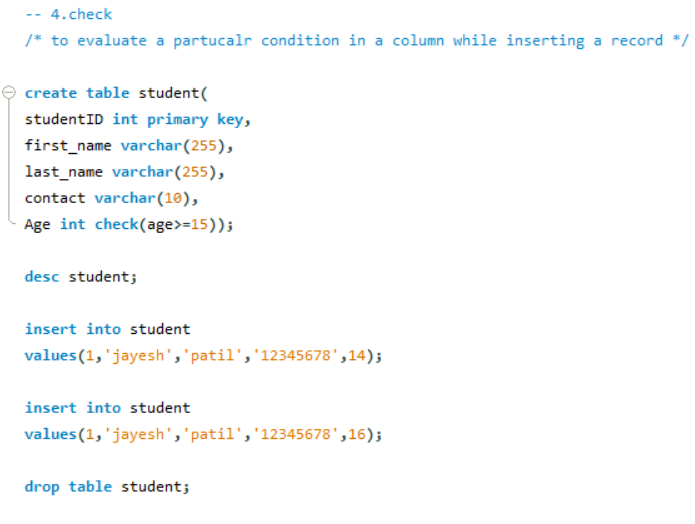 -- 4.check
/* to evaluate a partucalr condition in a column while inserting a record */
create table student(
studentID int primary key,
first_name varchar(255),
last_name varchar(255),
contact varchar(10),
Age int check(age>=15));
desc student;
insert into student
values(1,'jayesh','patil','12345678',14);
insert into student
values(1,'jayesh','patil','12345678',16);
drop table student;